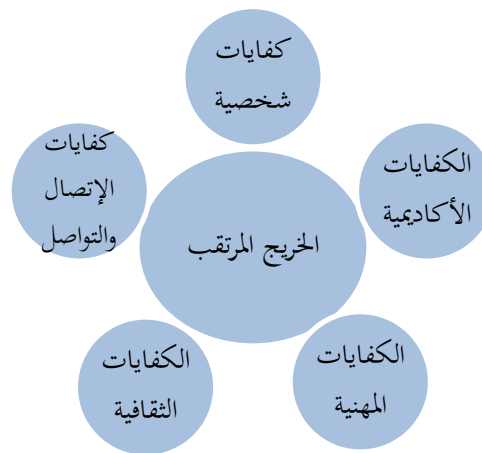 كفايات
شخصية
الكفايات
الأكاديمية
كفايات
الإتصال
والتواصل
الخريج المرتقب
الكفايات
المهنية
الكفايات
الثقافية